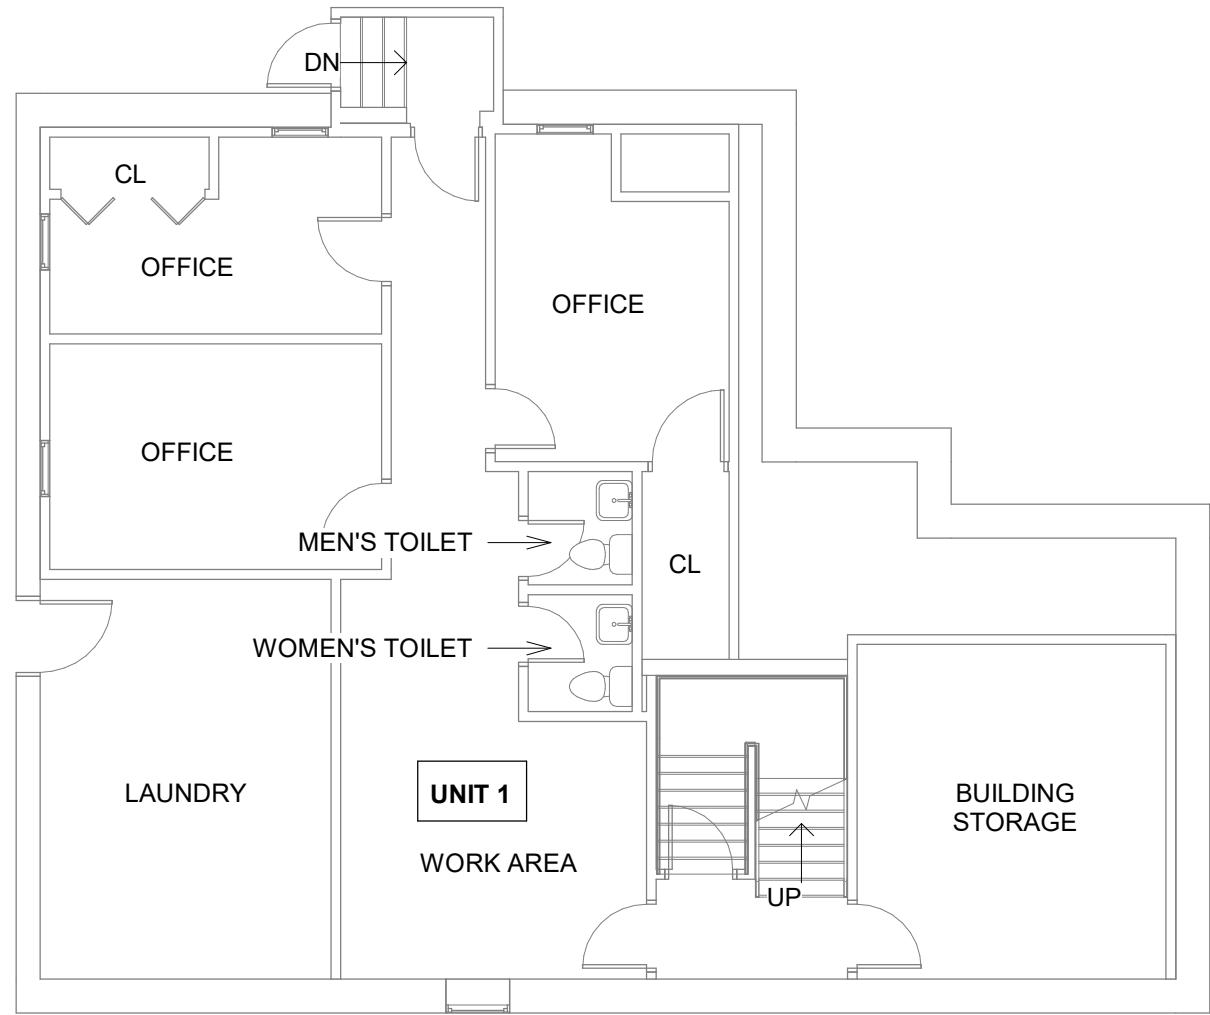 DN
CL
OFFICE
OFFICE
OFFICE
MEN'S TOILET
CL
WOMEN'S TOILET
LAUNDRY
UNIT 1
BUILDING
STORAGE
WORK AREA
UP